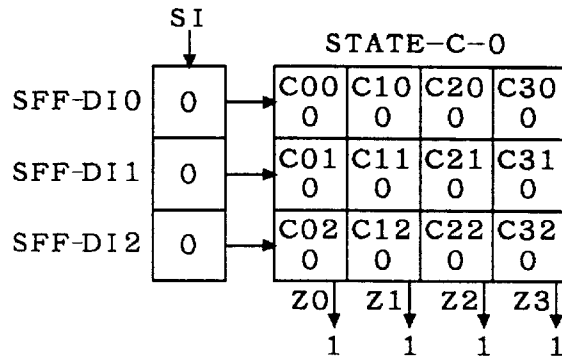 SI
STATE-C-0
SFF-DI0 0 C00 C10 C20 C30
0 0 0 0
SFF-DI1 0 C01 C11 C21 C31
0 0 0 0
SFF-DI2 0 C02 C12 C22 C32
0 0 0 0
Z0 Z1 Z2 Z3
1 1 1 1